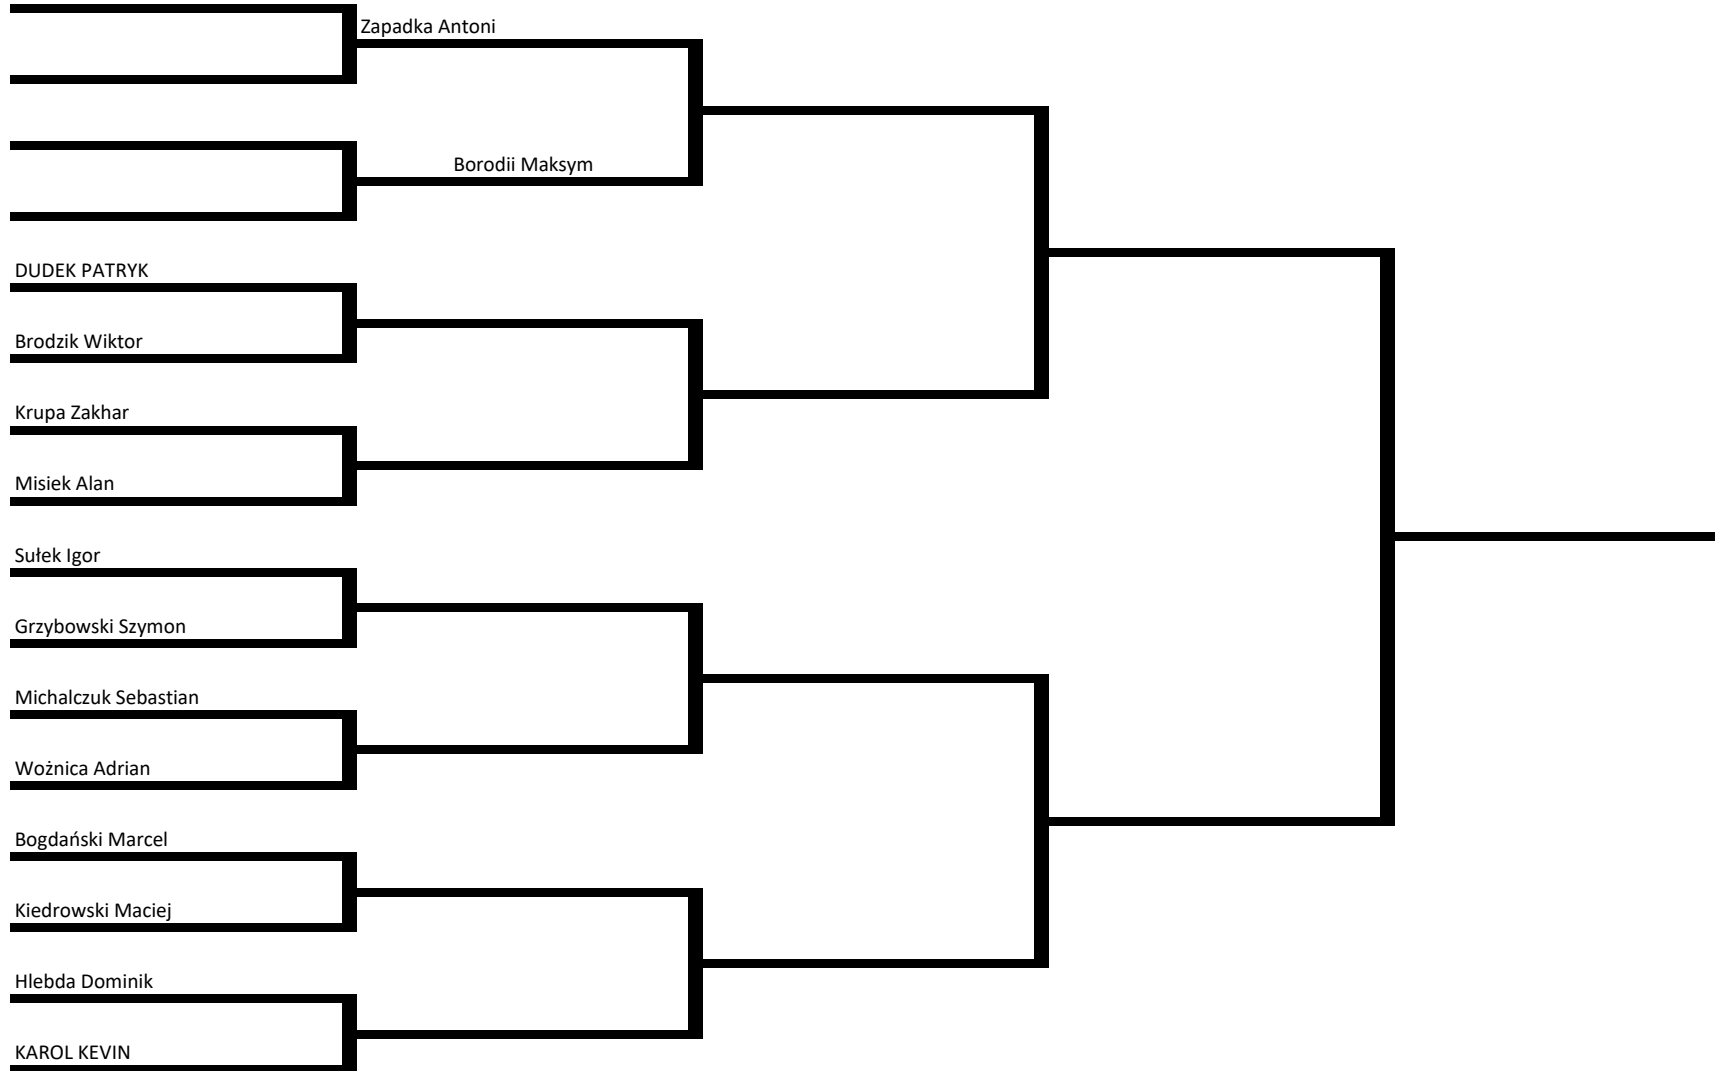 Zapadka Antoni
Borodii Maksym
DUDEK PATRYK
Brodzik Wiktor
Krupa Zakhar
Misiek Alan
Sułek Igor
Grzybowski Szymon
Michalczuk Sebastian
Wożnica Adrian
Bogdański Marcel
Kiedrowski Maciej
Hlebda Dominik
KAROL KEVIN